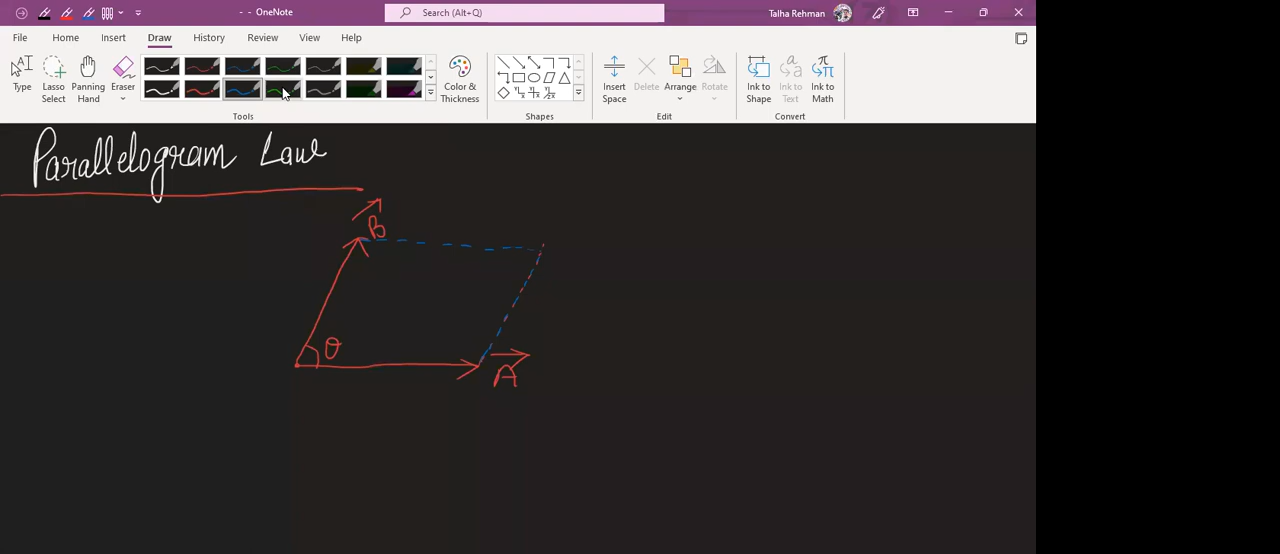 - - OneNote
Search (Alt+Q)
Talha Rehman
File Home Insert Draw History Review View Help
Type
Lasso Select
Panning Hand
Eraser
Color & Thickness
Insert Space
Delete
Arrange
Rotate
Ink to Shape
Ink to Text
Ink to Math
Tools
Shapes
Edit
Convert
Parallelogram Law
B
θ
A